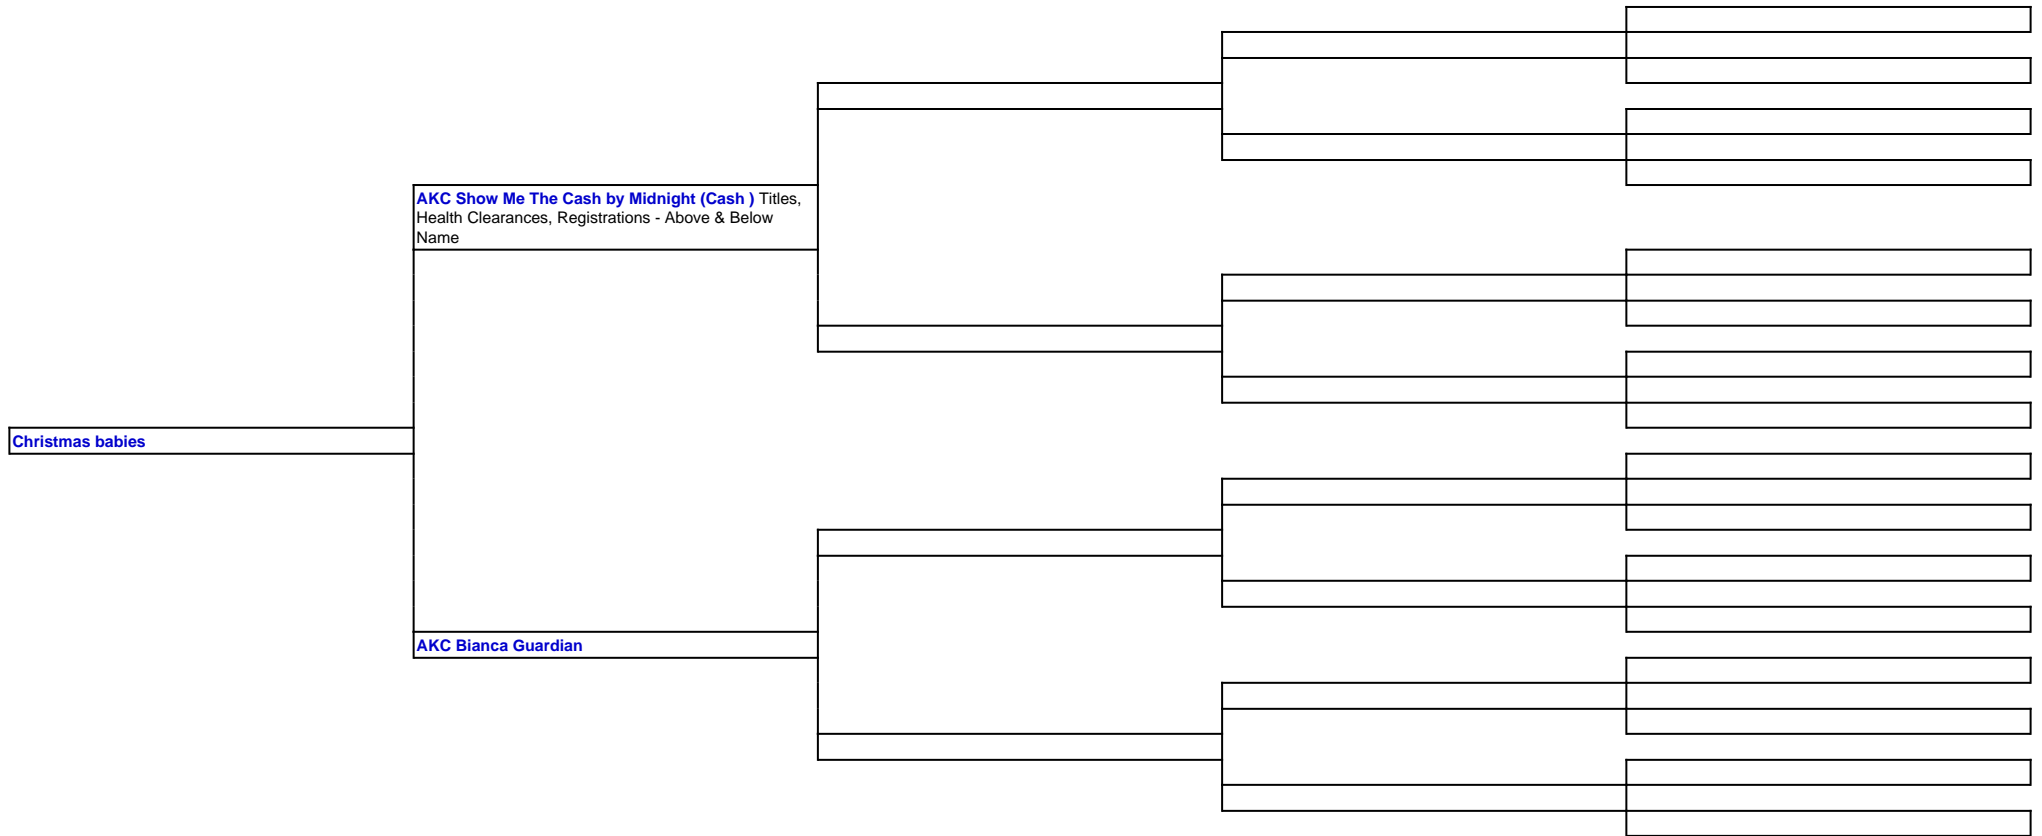 AKC Show Me The Cash by Midnight (Cash ) Titles,
Health Clearances, Registrations - Above & Below
Name
Christmas babies
AKC Bianca Guardian